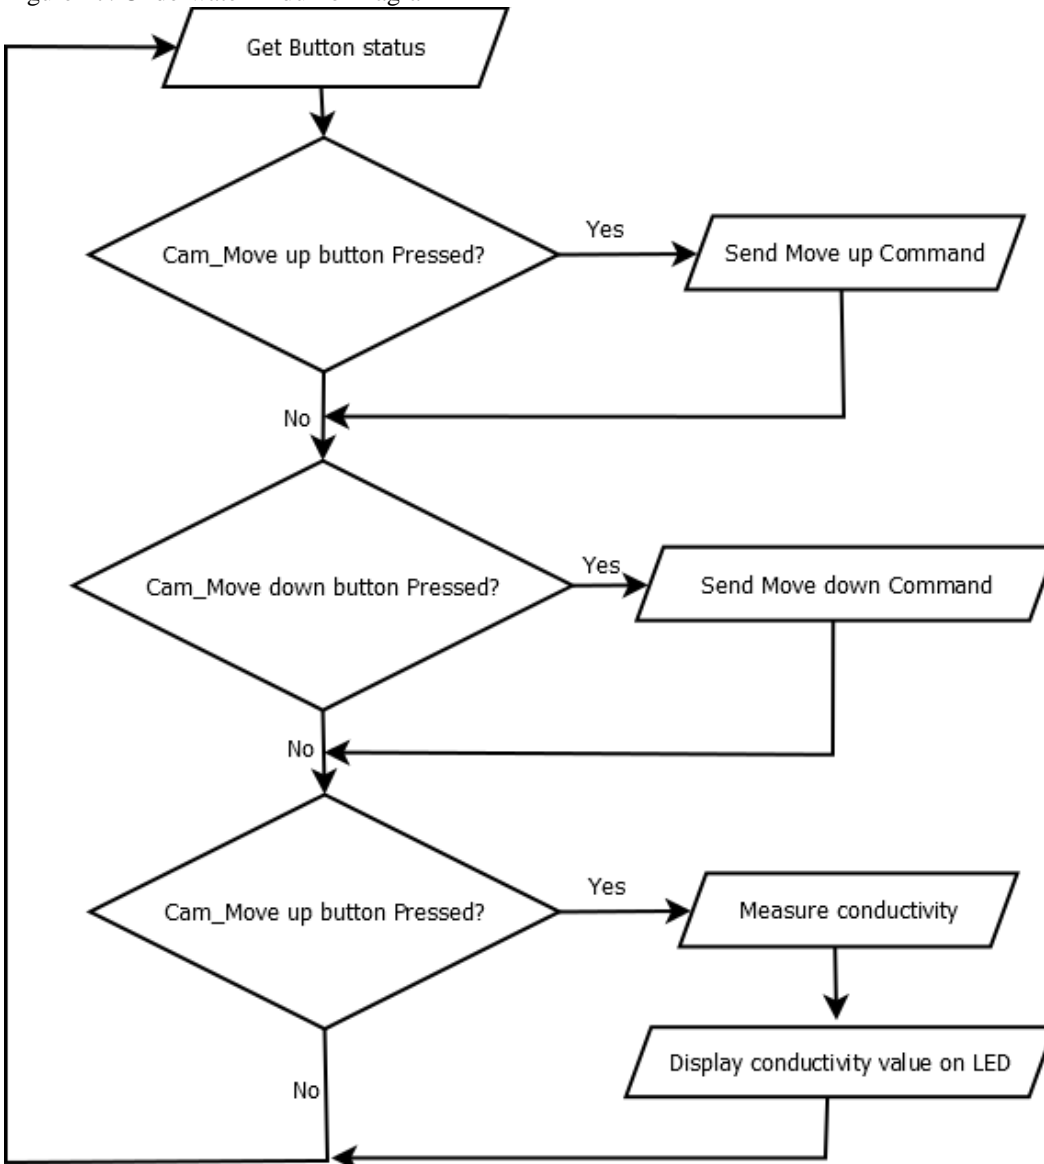 Get Button status
Cam_Move up button Pressed?
Yes
Send Move up Command
No
Cam_Move down button Pressed?
Yes
Send Move down Command
No
Cam_Move up button Pressed?
Yes
Measure conductivity
Display conductivity value on LED
No